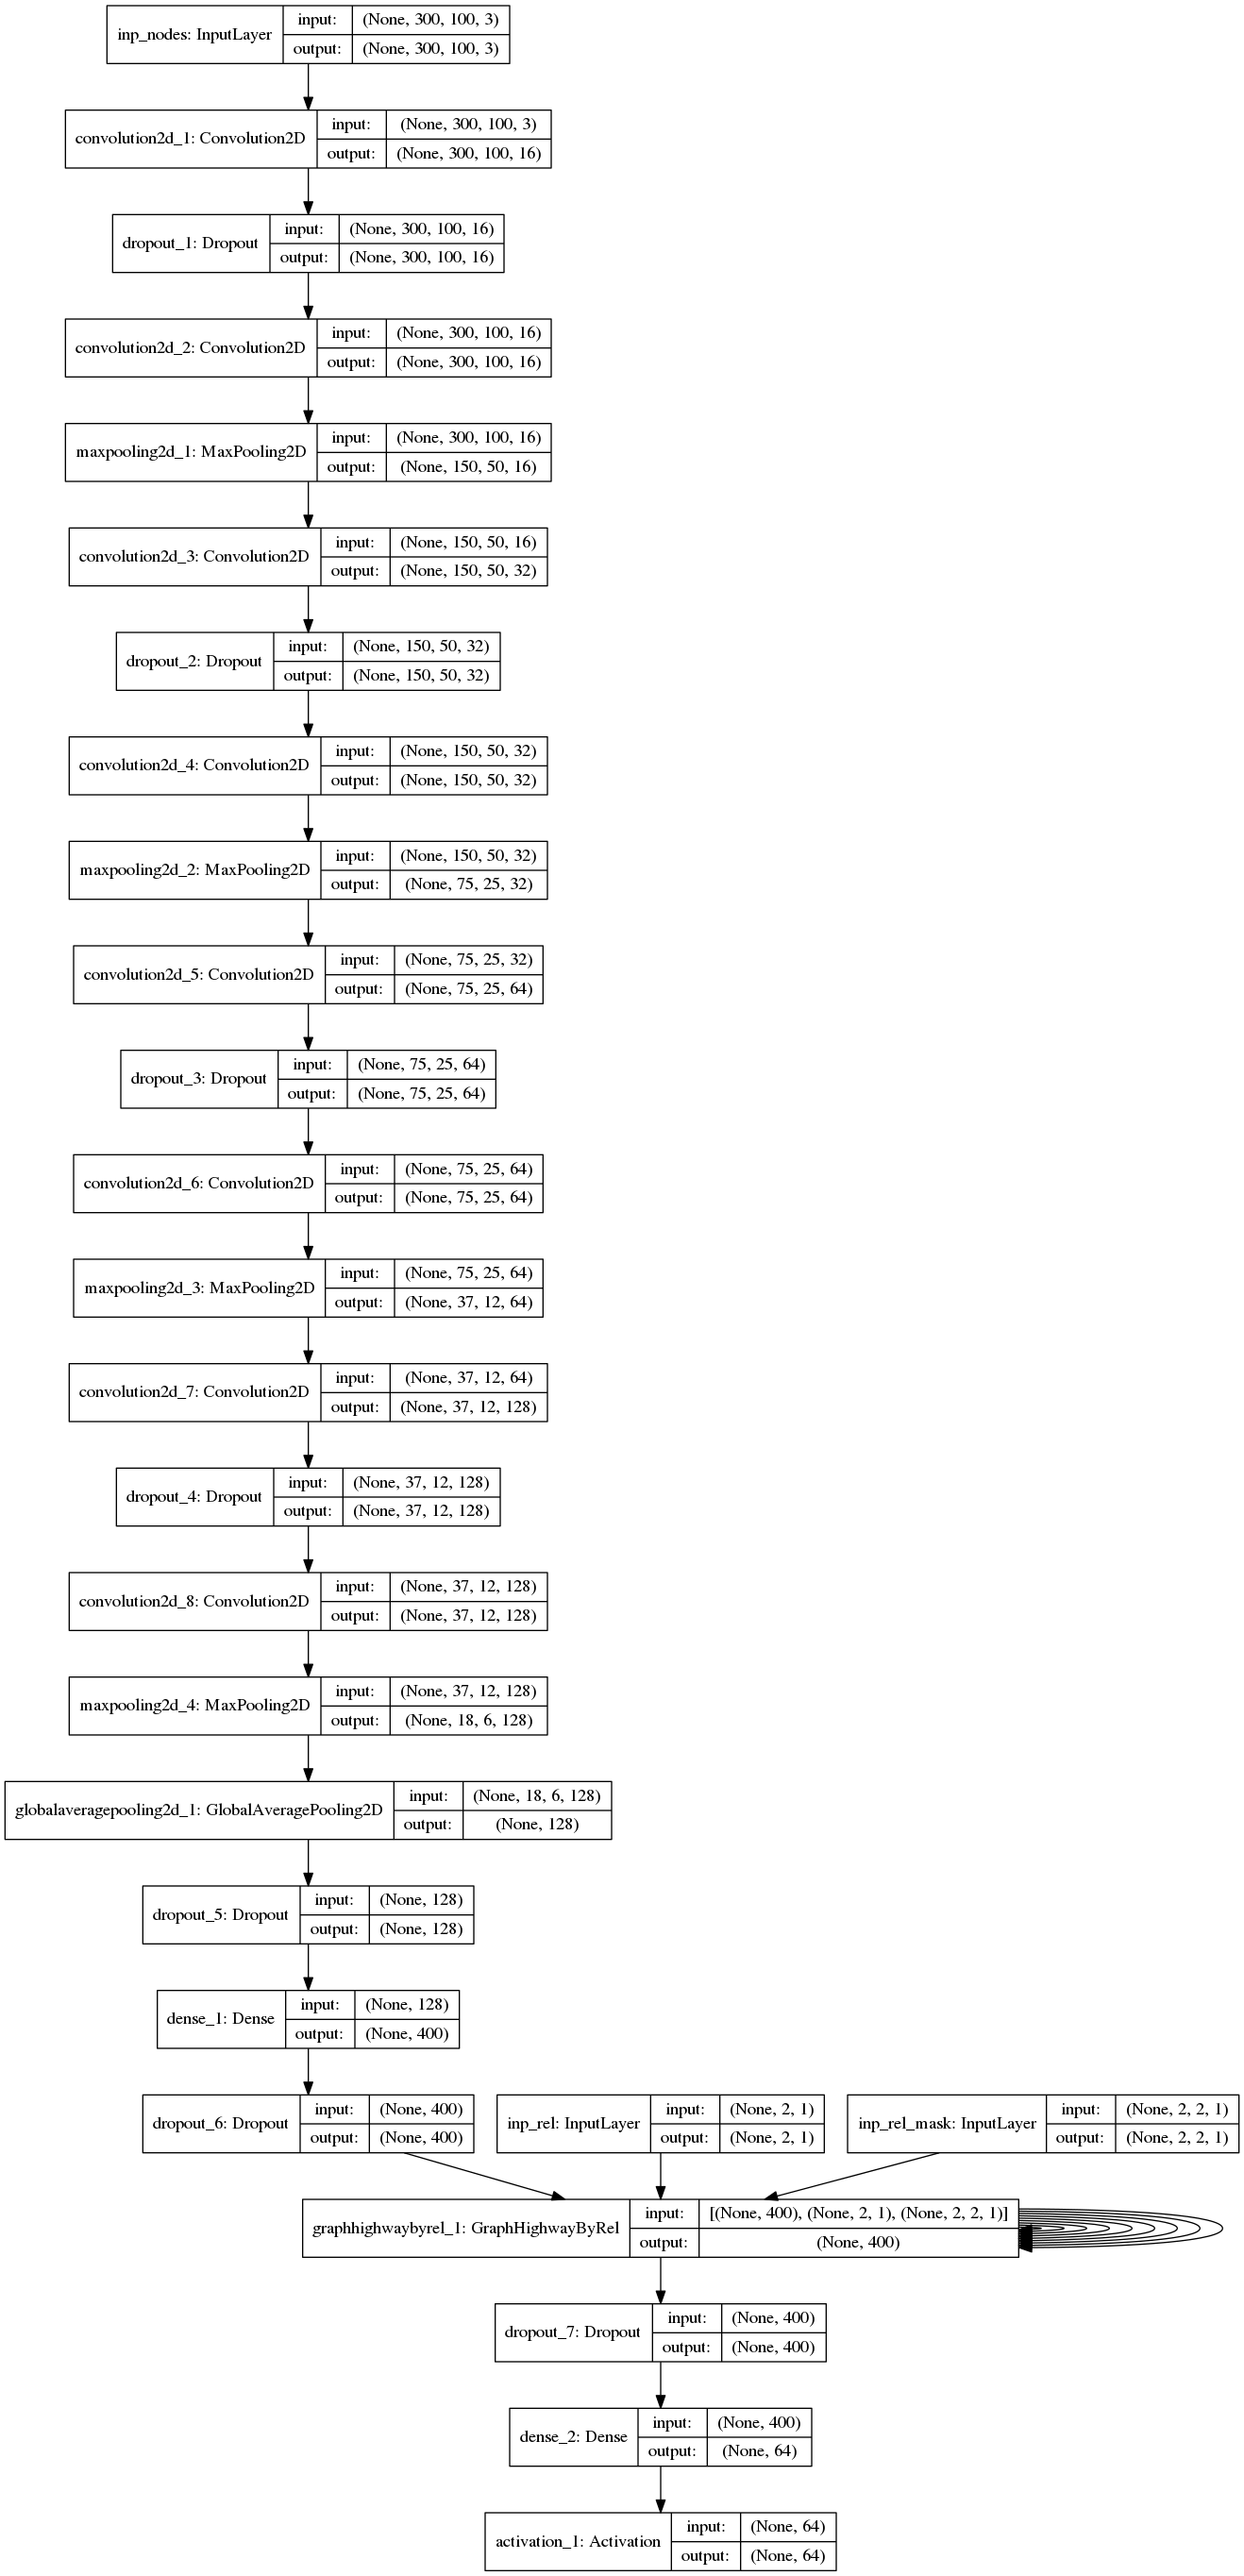 inp_nodes: InputLayer
input: (None, 300, 100, 3)
output: (None, 300, 100, 3)
convolution2d_1: Convolution2D
input: (None, 300, 100, 3)
output: (None, 300, 100, 16)
dropout_1: Dropout
input: (None, 300, 100, 16)
output: (None, 300, 100, 16)
convolution2d_2: Convolution2D
input: (None, 300, 100, 16)
output: (None, 300, 100, 16)
maxpooling2d_1: MaxPooling2D
input: (None, 300, 100, 16)
output: (None, 150, 50, 16)
convolution2d_3: Convolution2D
input: (None, 150, 50, 16)
output: (None, 150, 50, 32)
dropout_2: Dropout
input: (None, 150, 50, 32)
output: (None, 150, 50, 32)
convolution2d_4: Convolution2D
input: (None, 150, 50, 32)
output: (None, 150, 50, 32)
maxpooling2d_2: MaxPooling2D
input: (None, 150, 50, 32)
output: (None, 75, 25, 32)
convolution2d_5: Convolution2D
input: (None, 75, 25, 32)
output: (None, 75, 25, 64)
dropout_3: Dropout
input: (None, 75, 25, 64)
output: (None, 75, 25, 64)
convolution2d_6: Convolution2D
input: (None, 75, 25, 64)
output: (None, 75, 25, 64)
maxpooling2d_3: MaxPooling2D
input: (None, 75, 25, 64)
output: (None, 37, 12, 64)
convolution2d_7: Convolution2D
input: (None, 37, 12, 64)
output: (None, 37, 12, 128)
dropout_4: Dropout
input: (None, 37, 12, 128)
output: (None, 37, 12, 128)
convolution2d_8: Convolution2D
input: (None, 37, 12, 128)
output: (None, 37, 12, 128)
maxpooling2d_4: MaxPooling2D
input: (None, 37, 12, 128)
output: (None, 18, 6, 128)
globalaveragepooling2d_1: GlobalAveragePooling2D
input: (None, 18, 6, 128)
output: (None, 128)
dropout_5: Dropout
input: (None, 128)
output: (None, 128)
dense_1: Dense
input: (None, 128)
output: (None, 400)
dropout_6: Dropout
input: (None, 400)
output: (None, 400)
inp_rel: InputLayer
input: (None, 2, 1)
output: (None, 2, 1)
inp_rel_mask: InputLayer
input: (None, 2, 2, 1)
output: (None, 2, 2, 1)
graphhighwaybyrel_1: GraphHighwayByRel
input: [(None, 400), (None, 2, 1), (None, 2, 2, 1)]
output: (None, 400)
dropout_7: Dropout
input: (None, 400)
output: (None, 400)
dense_2: Dense
input: (None, 400)
output: (None, 64)
activation_1: Activation
input: (None, 64)
output: (None, 64)